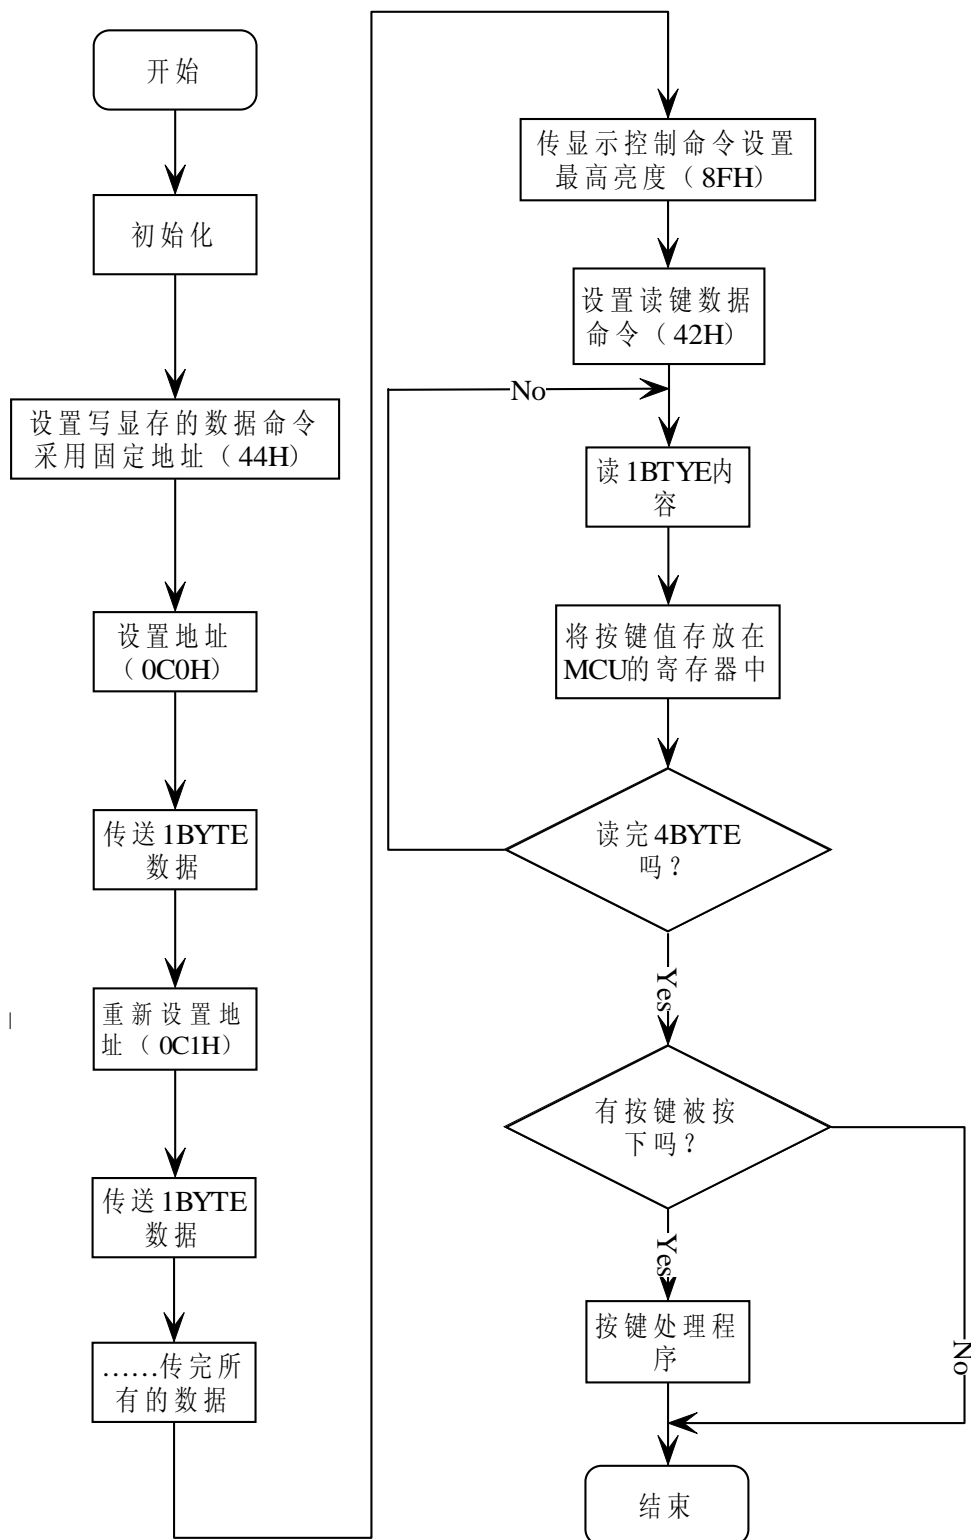 开始
初始化
设置写显存的数据命令
采用固定地址（44H）
设置地址
（0C0H）
传送1BYTE
数据
重新设置地
址（0C1H）
传送1BYTE
数据
……传完所
有的数据
传显示控制命令设置
最高亮度（8FH）
设置读键数据
命令（42H）
No
读1BTYE内
容
将按键值存放在
MCU的寄存器中
读完4BYTE
吗？
Yes
有按键被按
下吗？
Yes
按键处理程
序
No
结束